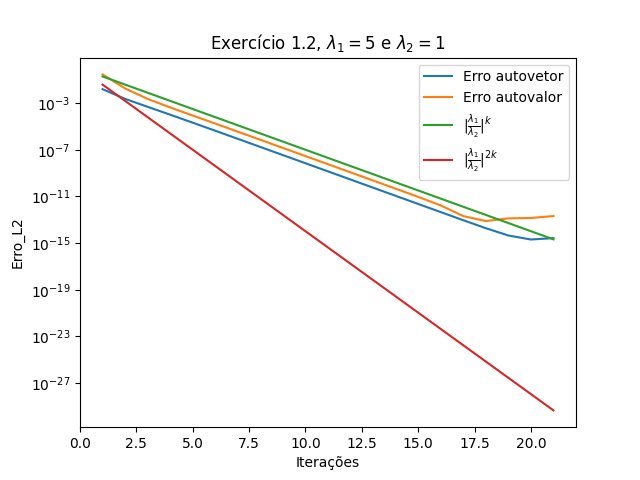 Exercício 1.2, λ₁ = 5 e λ₂ = 1
Erro autovetor
Erro autovalor
|λ₁/λ₂|ᵏ
|λ₁/λ₂|²ᵏ
10⁻³
10⁻⁷
10⁻¹¹
10⁻¹⁵
10⁻¹⁹
10⁻²³
10⁻²⁷
Erro_L2
0.0 2.5 5.0 7.5 10.0 12.5 15.0 17.5 20.0
Iterações